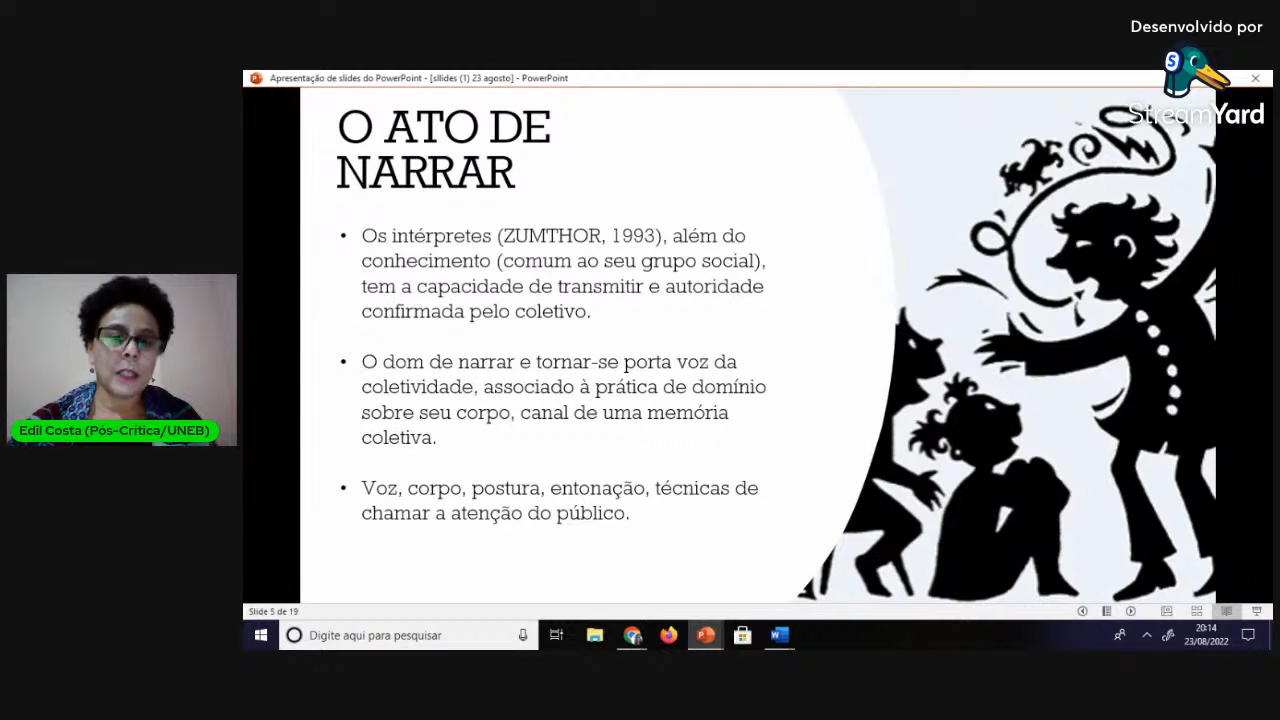 Desenvolvido por
StreamYard
Apresentação de slides do PowerPoint - [sllides (1) 23 agosto] - PowerPoint
O ATO DE
NARRAR
• Os intérpretes (ZUMTHOR, 1993), além do
conhecimento (comum ao seu grupo social),
tem a capacidade de transmitir e autoridade
confirmada pelo coletivo.
• O dom de narrar e tornar-se porta voz da
coletividade, associado à prática de domínio
sobre seu corpo, canal de uma memória
coletiva.
• Voz, corpo, postura, entonação, técnicas de
chamar a atenção do público.
Edil Costa (Pós-Crítica/UNEB)
Slide 5 de 19
Digite aqui para pesquisar
20:14
23/08/2022